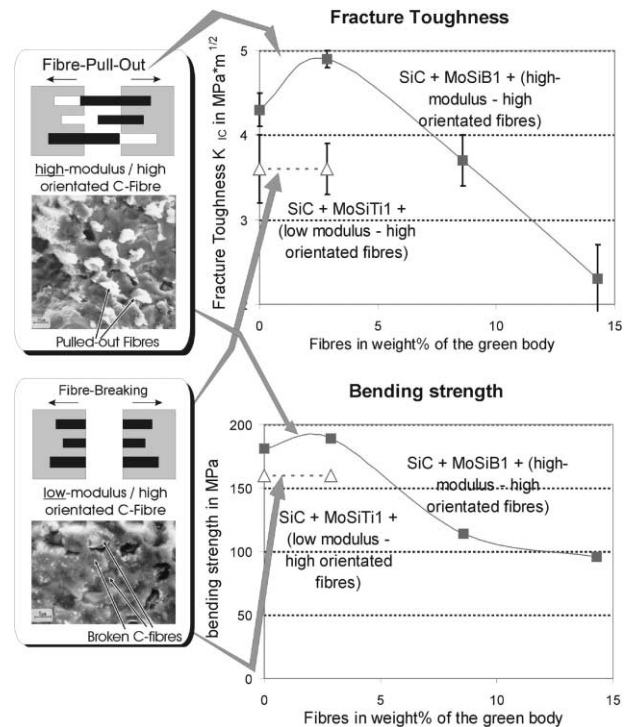 Fibre-Pull-Out
high-modulus / high
orientated C-Fibre
Pulled-out Fibres
Fibre-Breaking
low-modulus / high
orientated C-Fibre
Broken C-fibres
Fracture Toughness
Fracture Toughness K IC in MPa*m 1/2
5
4
3
SiC + MoSiB1 + (high-
modulus - high
orientated fibres)
SiC + MoSiTi1 +
(low modulus - high
orientated fibres)
0
5
10
15
Fibres in weight% of the green body
Bending strength
bending strength in MPa
200
150
100
50
0
SiC + MoSiB1 + (high-
modulus - high
orientated fibres)
SiC + MoSiTi1 +
(low modulus -
high orientated
fibres)
0
5
10
15
Fibres in weight% of the green body